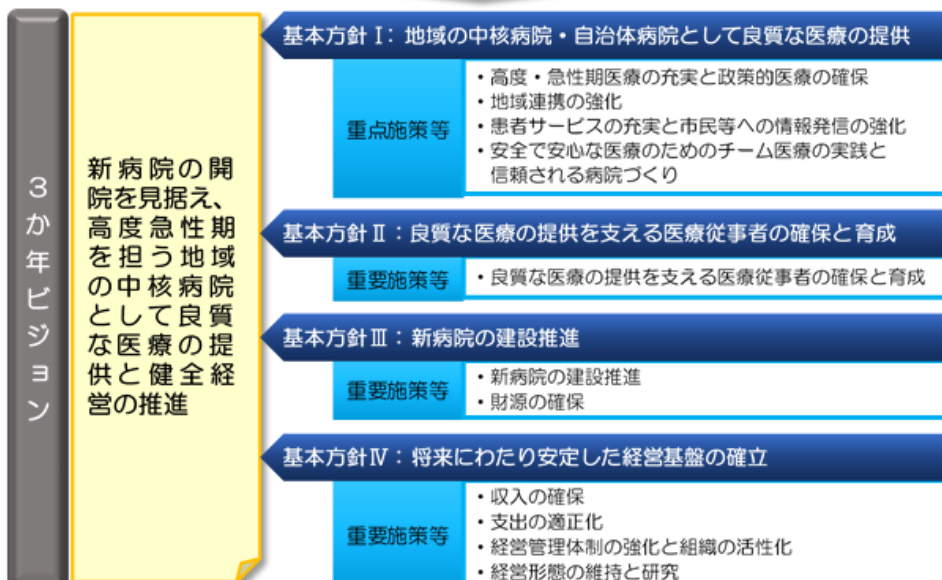 3か年ビジョン
新病院の開
院を見据え、
高度急性期
を担う地域
の中核病院
として良質
な医療の提
供と健全経
営の推進
基本方針Ⅰ：地域の中核病院・自治体病院として良質な医療の提供
重点施策等
・高度・急性期医療の充実と政策的医療の確保
・地域連携の強化
・患者サービスの充実と市民等への情報発信の強化
・安全で安心な医療のためのチーム医療の実践と
信頼される病院づくり
基本方針Ⅱ：良質な医療の提供を支える医療従事者の確保と育成
重要施策等
・良質な医療の提供を支える医療従事者の確保と育成
基本方針Ⅲ：新病院の建設推進
重要施策等
・新病院の建設推進
・財源の確保
基本方針Ⅳ：将来にわたり安定した経営基盤の確立
重要施策等
・収入の確保
・支出の適正化
・経営管理体制の強化と組織の活性化
・経営形態の維持と研究